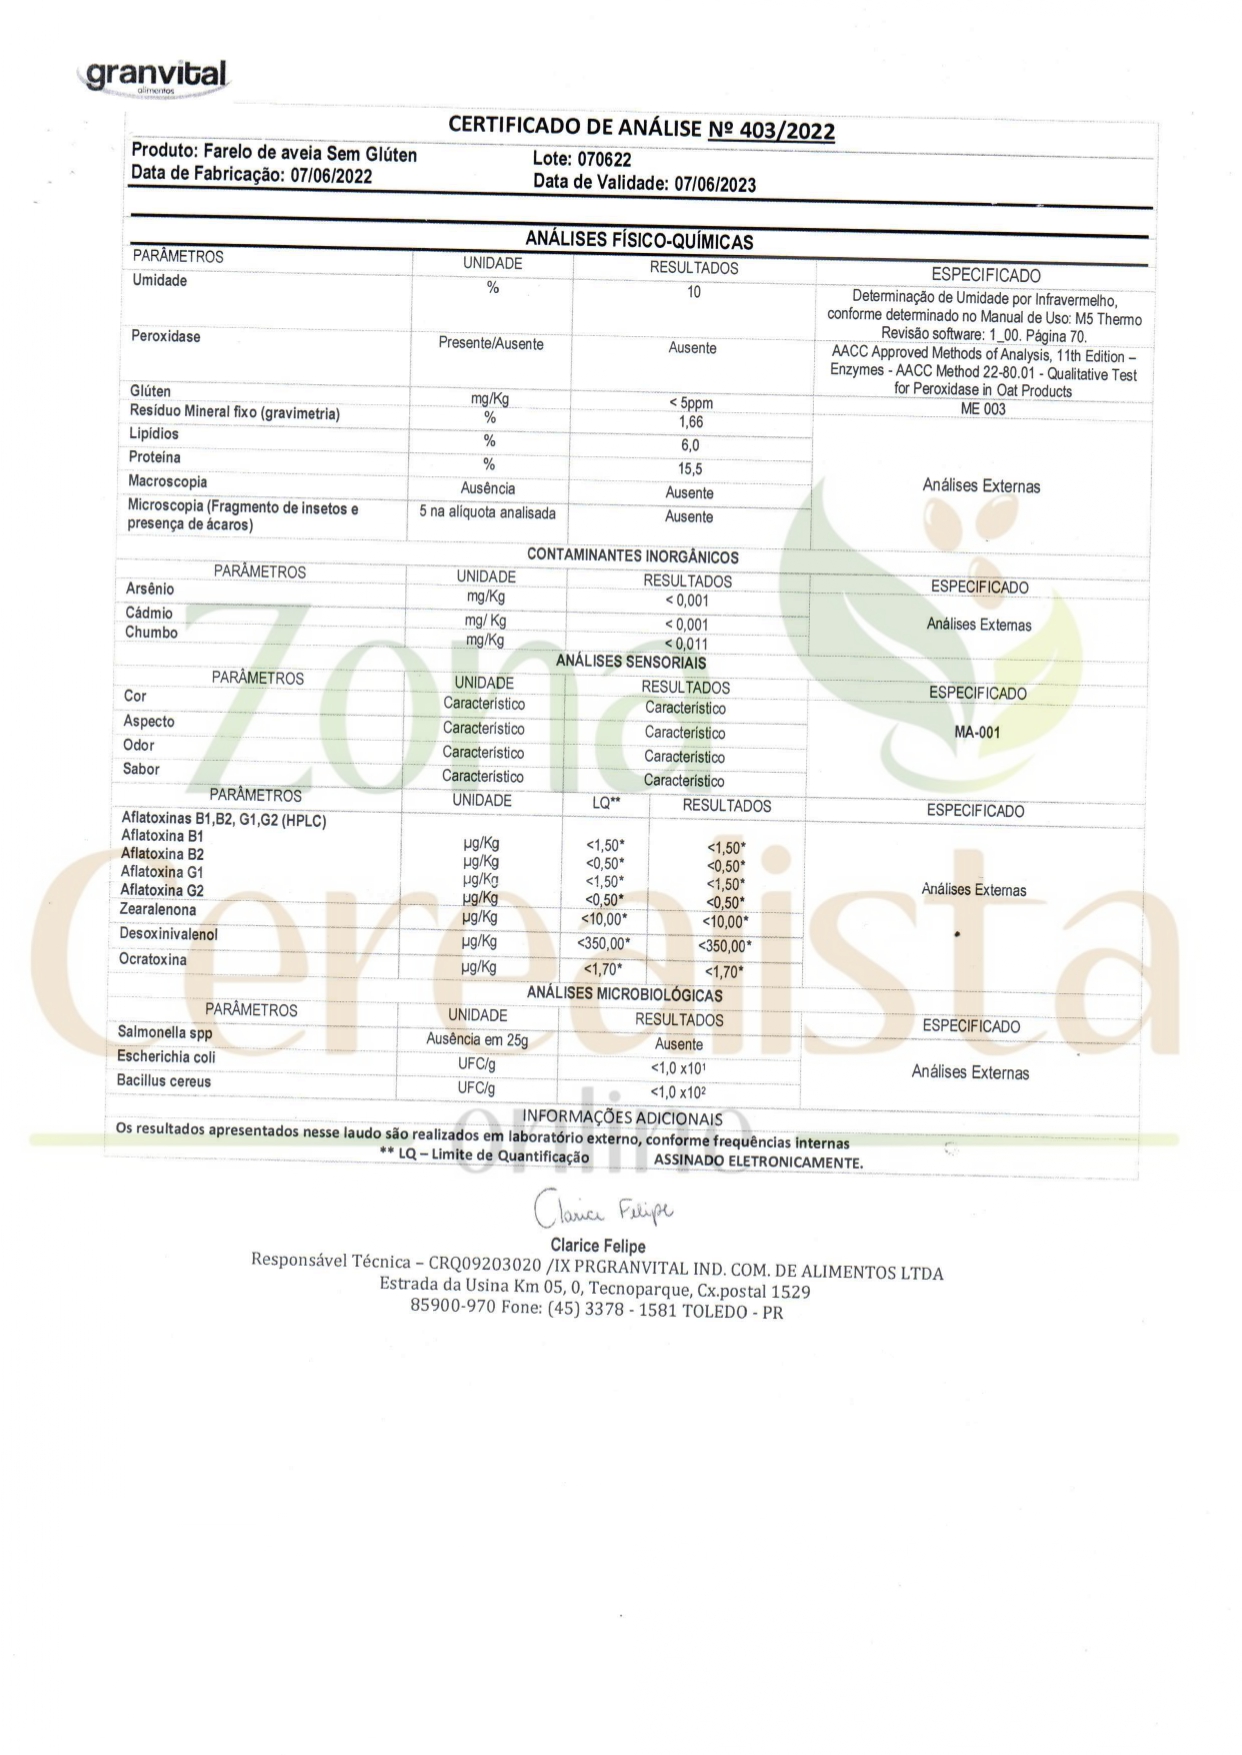 granvital
alimentos
CERTIFICADO DE ANÁLISE Nº 403/2022
Produto: Farelo de aveia Sem Glúten Lote: 070622
Data de Fabricação: 07/06/2022 Data de Validade: 07/06/2023
ANÁLISES FÍSICO-QUÍMICAS
PARÂMETROS UNIDADE RESULTADOS ESPECIFICADO
Umidade % 10 Determinação de Umidade por Infravermelho,
conforme determinado no Manual de Uso: M5 Thermo
Revisão software: 1_00. Página 70.
Peroxidase Presente/Ausente Ausente AACC Approved Methods of Analysis, 11th Edition –
Enzymes - AACC Method 22-80.01 - Qualitative Test
for Peroxidase in Oat Products
Glúten mg/Kg < 5ppm ME 003
Resíduo Mineral fixo (gravimetria) % 1,66
Lipídios % 6,0
Proteína % 15,5
Macroscopia Ausência Ausente Análises Externas
Microscopia (Fragmento de insetos e 5 na alíquota analisada Ausente
presença de ácaros)
CONTAMINANTES INORGÂNICOS
PARÂMETROS UNIDADE RESULTADOS ESPECIFICADO
Arsênio mg/Kg < 0,001
Cádmio mg/ Kg < 0,001 Análises Externas
Chumbo mg/Kg < 0,011
ANÁLISES SENSORIAIS
PARÂMETROS UNIDADE RESULTADOS ESPECIFICADO
Cor Característico Característico
Aspecto Característico Característico MA-001
Odor Característico Característico
Sabor Característico Característico
PARÂMETROS UNIDADE LQ** RESULTADOS ESPECIFICADO
Aflatoxinas B1,B2, G1,G2 (HPLC)
Aflatoxina B1 µg/Kg <1,50* <1,50*
Aflatoxina B2 µg/Kg <0,50* <0,50*
Aflatoxina G1 µg/Kg <1,50* <1,50* Análises Externas
Aflatoxina G2 µg/Kg <0,50* <0,50*
Zearalenona µg/Kg <10,00* <10,00*
Desoxinivalenol µg/Kg <350,00* <350,00*
Ocratoxina µg/Kg <1,70* <1,70*
ANÁLISES MICROBIOLÓGICAS
PARÂMETROS UNIDADE RESULTADOS ESPECIFICADO
Salmonella spp Ausência em 25g Ausente
Escherichia coli UFC/g <1,0 x10¹ Análises Externas
Bacillus cereus UFC/g <1,0 x10²
INFORMAÇÕES ADICIONAIS
Os resultados apresentados nesse laudo são realizados em laboratório externo, conforme frequências internas
** LQ – Limite de Quantificação ASSINADO ELETRONICAMENTE.
Clarice Felipe
Clarice Felipe
Responsável Técnica – CRQ09203020 /IX PRGRANVITAL IND. COM. DE ALIMENTOS LTDA
Estrada da Usina Km 05, 0, Tecnoparque, Cx.postal 1529
85900-970 Fone: (45) 3378 - 1581 TOLEDO - PR
Zona
Cerealista
online